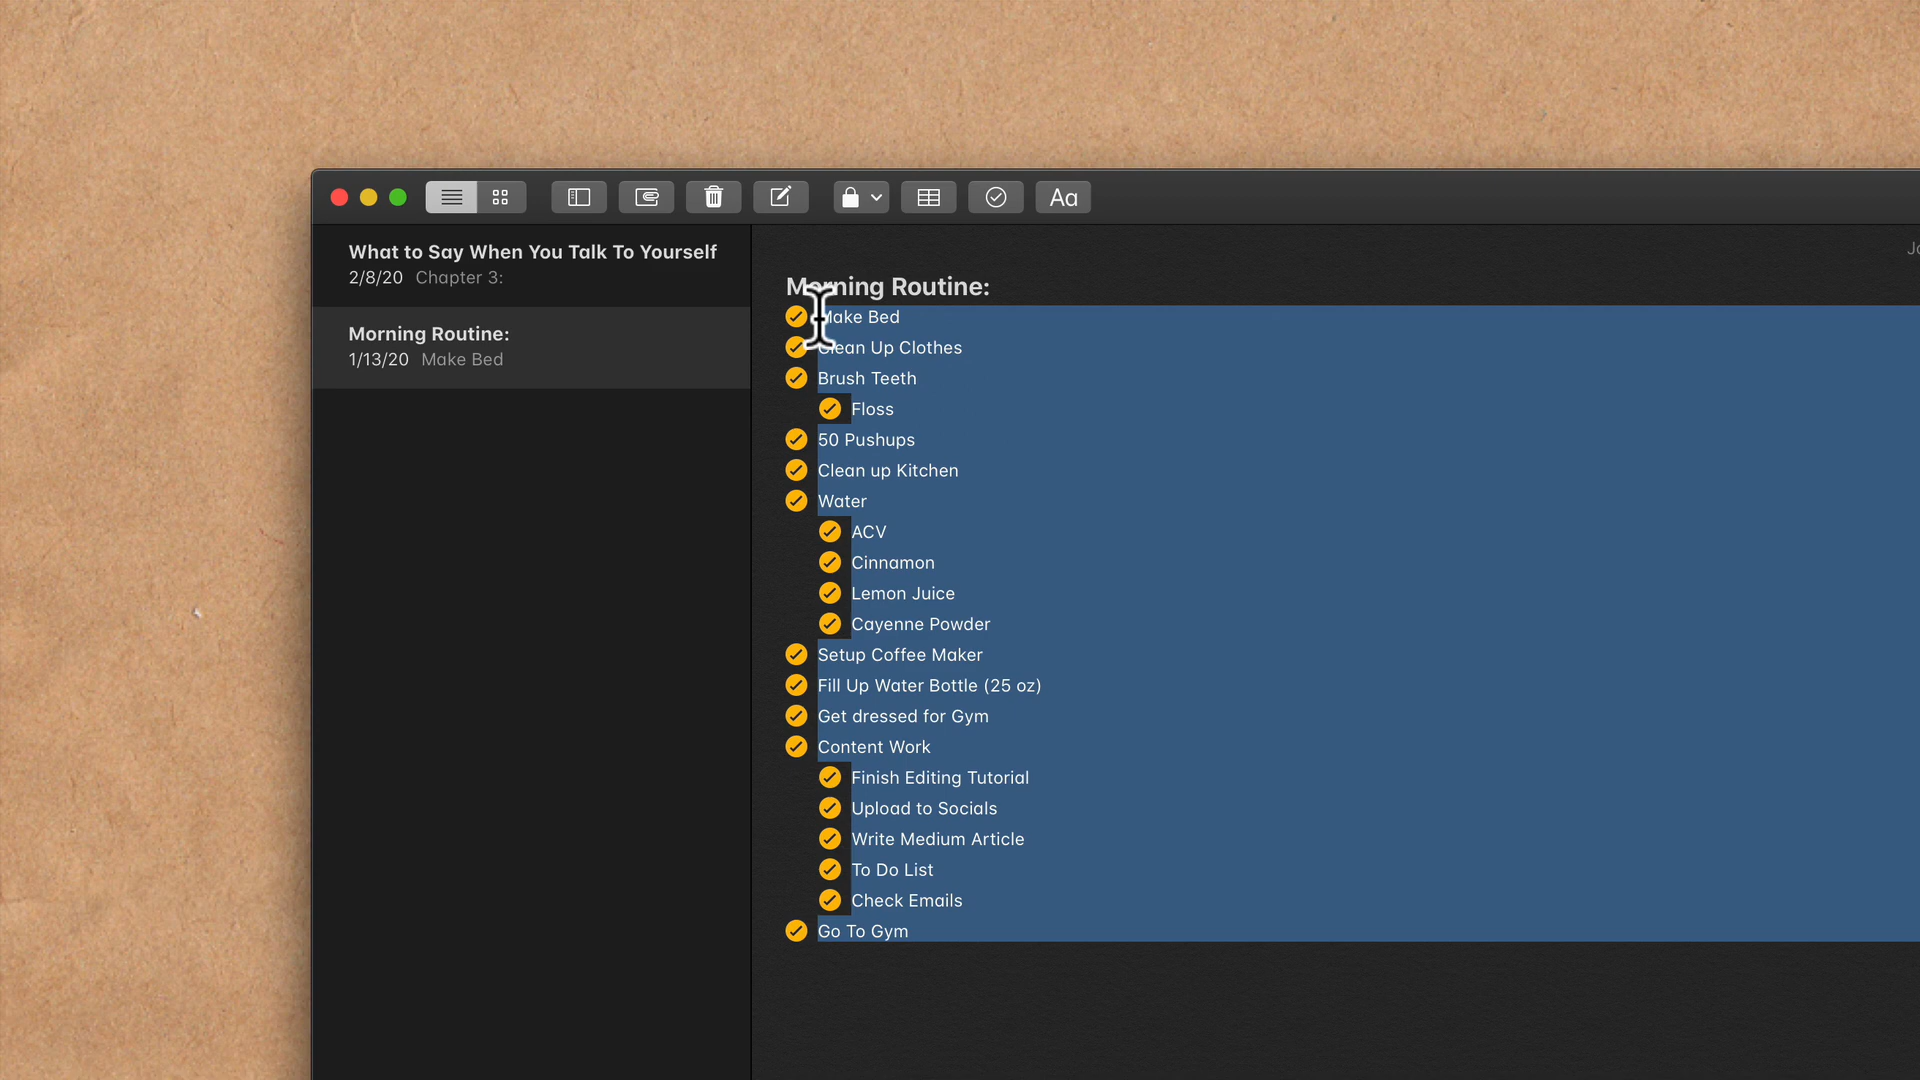 Aa
What to Say When You Talk To Yourself
2/8/20 Chapter 3:
Morning Routine:
1/13/20 Make Bed
Morning Routine:
Make Bed
Clean Up Clothes
Brush Teeth
Floss
50 Pushups
Clean up Kitchen
Water
ACV
Cinnamon
Lemon Juice
Cayenne Powder
Setup Coffee Maker
Fill Up Water Bottle (25 oz)
Get dressed for Gym
Content Work
Finish Editing Tutorial
Upload to Socials
Write Medium Article
To Do List
Check Emails
Go To Gym